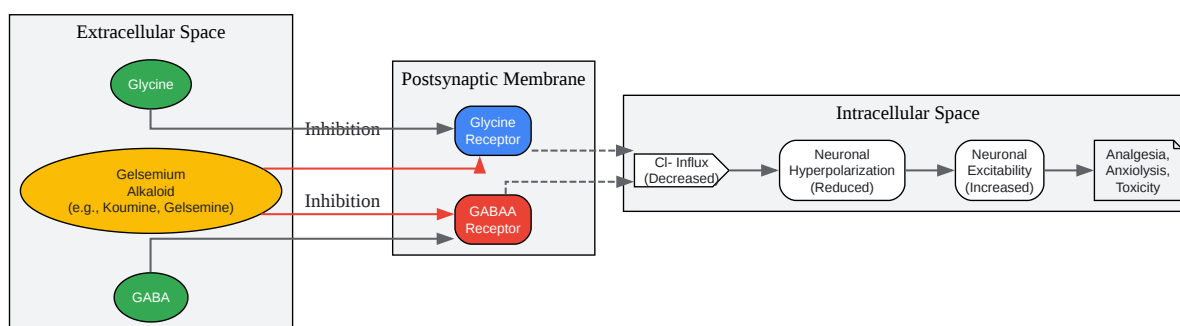 Extracellular Space
Glycine
Gelsemium
Alkaloid
(e.g., Koumine, Gelsemine)
GABA
Inhibition
Inhibition
Postsynaptic Membrane
Glycine
Receptor
GABAA
Receptor
Intracellular Space
Cl- Influx
(Decreased)
Neuronal
Hyperpolarization
(Reduced)
Neuronal
Excitability
(Increased)
Analgesia,
Anxiolysis,
Toxicity